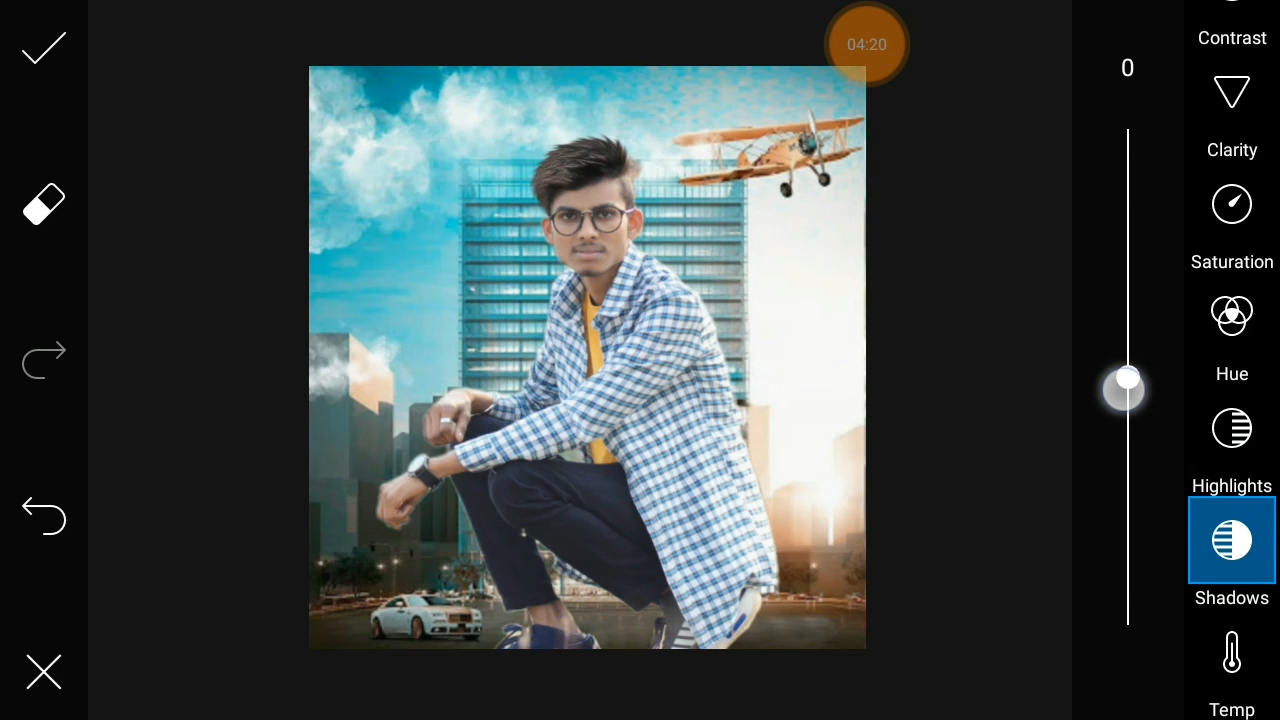 04:20
0
Contrast
Clarity
Saturation
Hue
Highlights
Shadows
Temp